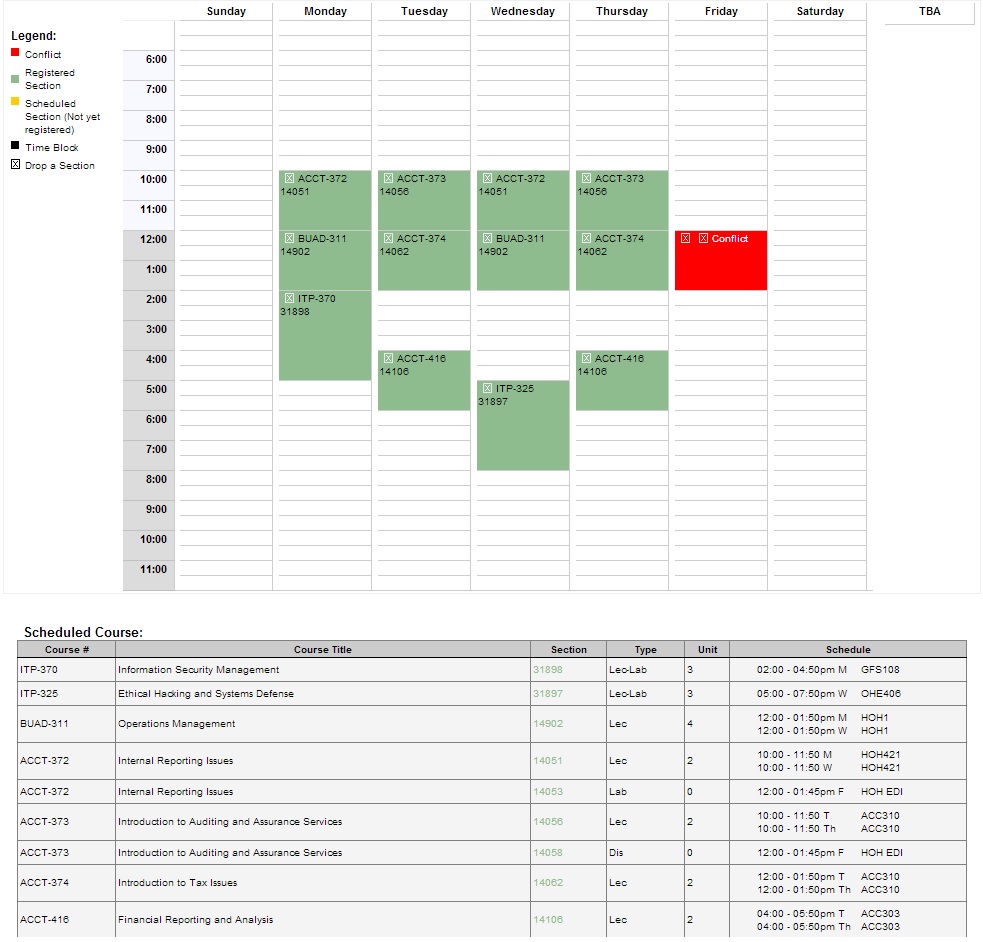 Sunday Monday Tuesday Wednesday Thursday Friday Saturday TBA
Legend:
Conflict
Registered
Section
Scheduled
Section (Not yet
registered)
Time Block
Drop a Section
6:00
7:00
8:00
9:00
10:00
11:00
12:00
1:00
2:00
3:00
4:00
5:00
6:00
7:00
8:00
9:00
10:00
11:00
ACCT-372 ACCT-373 ACCT-372 ACCT-373
14051 14056 14051 14056
BUAD-311 ACCT-374 BUAD-311 ACCT-374 Conflict
14902 14062 14902 14062
ITP-370
31898
ACCT-416 ACCT-416
14106 14106
ITP-325
31897
Scheduled Course:
Course # Course Title Section Type Unit Schedule
ITP-370 Information Security Management 31898 Lec-Lab 3 02:00 - 04:50pm M GFS108
ITP-325 Ethical Hacking and Systems Defense 31897 Lec-Lab 3 05:00 - 07:50pm W OHE406
BUAD-311 Operations Management 14902 Lec 4 12:00 - 01:50pm M HOH1
12:00 - 01:50pm W HOH1
ACCT-372 Internal Reporting Issues 14051 Lec 2 10:00 - 11:50 M HOH421
10:00 - 11:50 W HOH421
ACCT-372 Internal Reporting Issues 14053 Lab 0 12:00 - 01:45pm F HOH EDI
ACCT-373 Introduction to Auditing and Assurance Services 14056 Lec 2 10:00 - 11:50 T ACC310
10:00 - 11:50 Th ACC310
ACCT-373 Introduction to Auditing and Assurance Services 14058 Dis 0 12:00 - 01:45pm F HOH EDI
ACCT-374 Introduction to Tax Issues 14062 Lec 2 12:00 - 01:50pm T ACC310
12:00 - 01:50pm Th ACC310
ACCT-416 Financial Reporting and Analysis 14106 Lec 2 04:00 - 05:50pm T ACC303
04:00 - 05:50pm Th ACC303